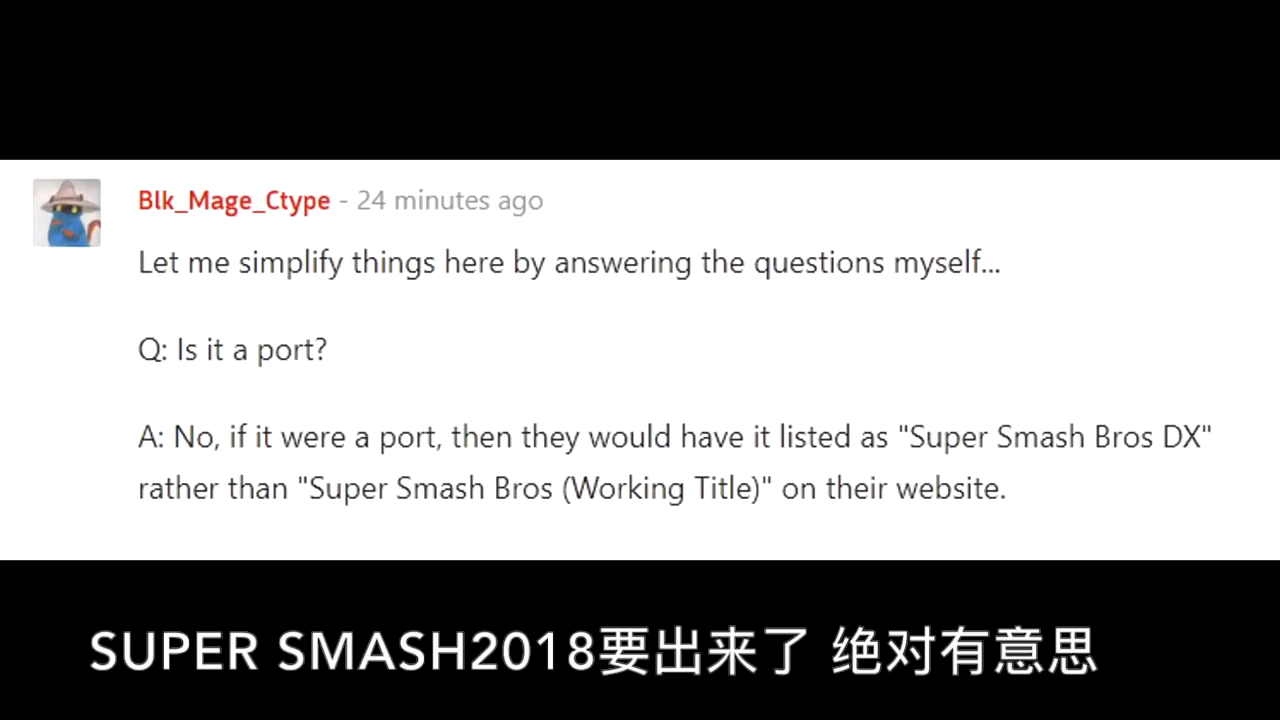 Blk_Mage_Ctype - 24 minutes ago
Let me simplify things here by answering the questions myself...
Q: Is it a port?
A: No, if it were a port, then they would have it listed as "Super Smash Bros DX"
rather than "Super Smash Bros (Working Title)" on their website.
SUPER SMASH2018要出来了 绝对有意思